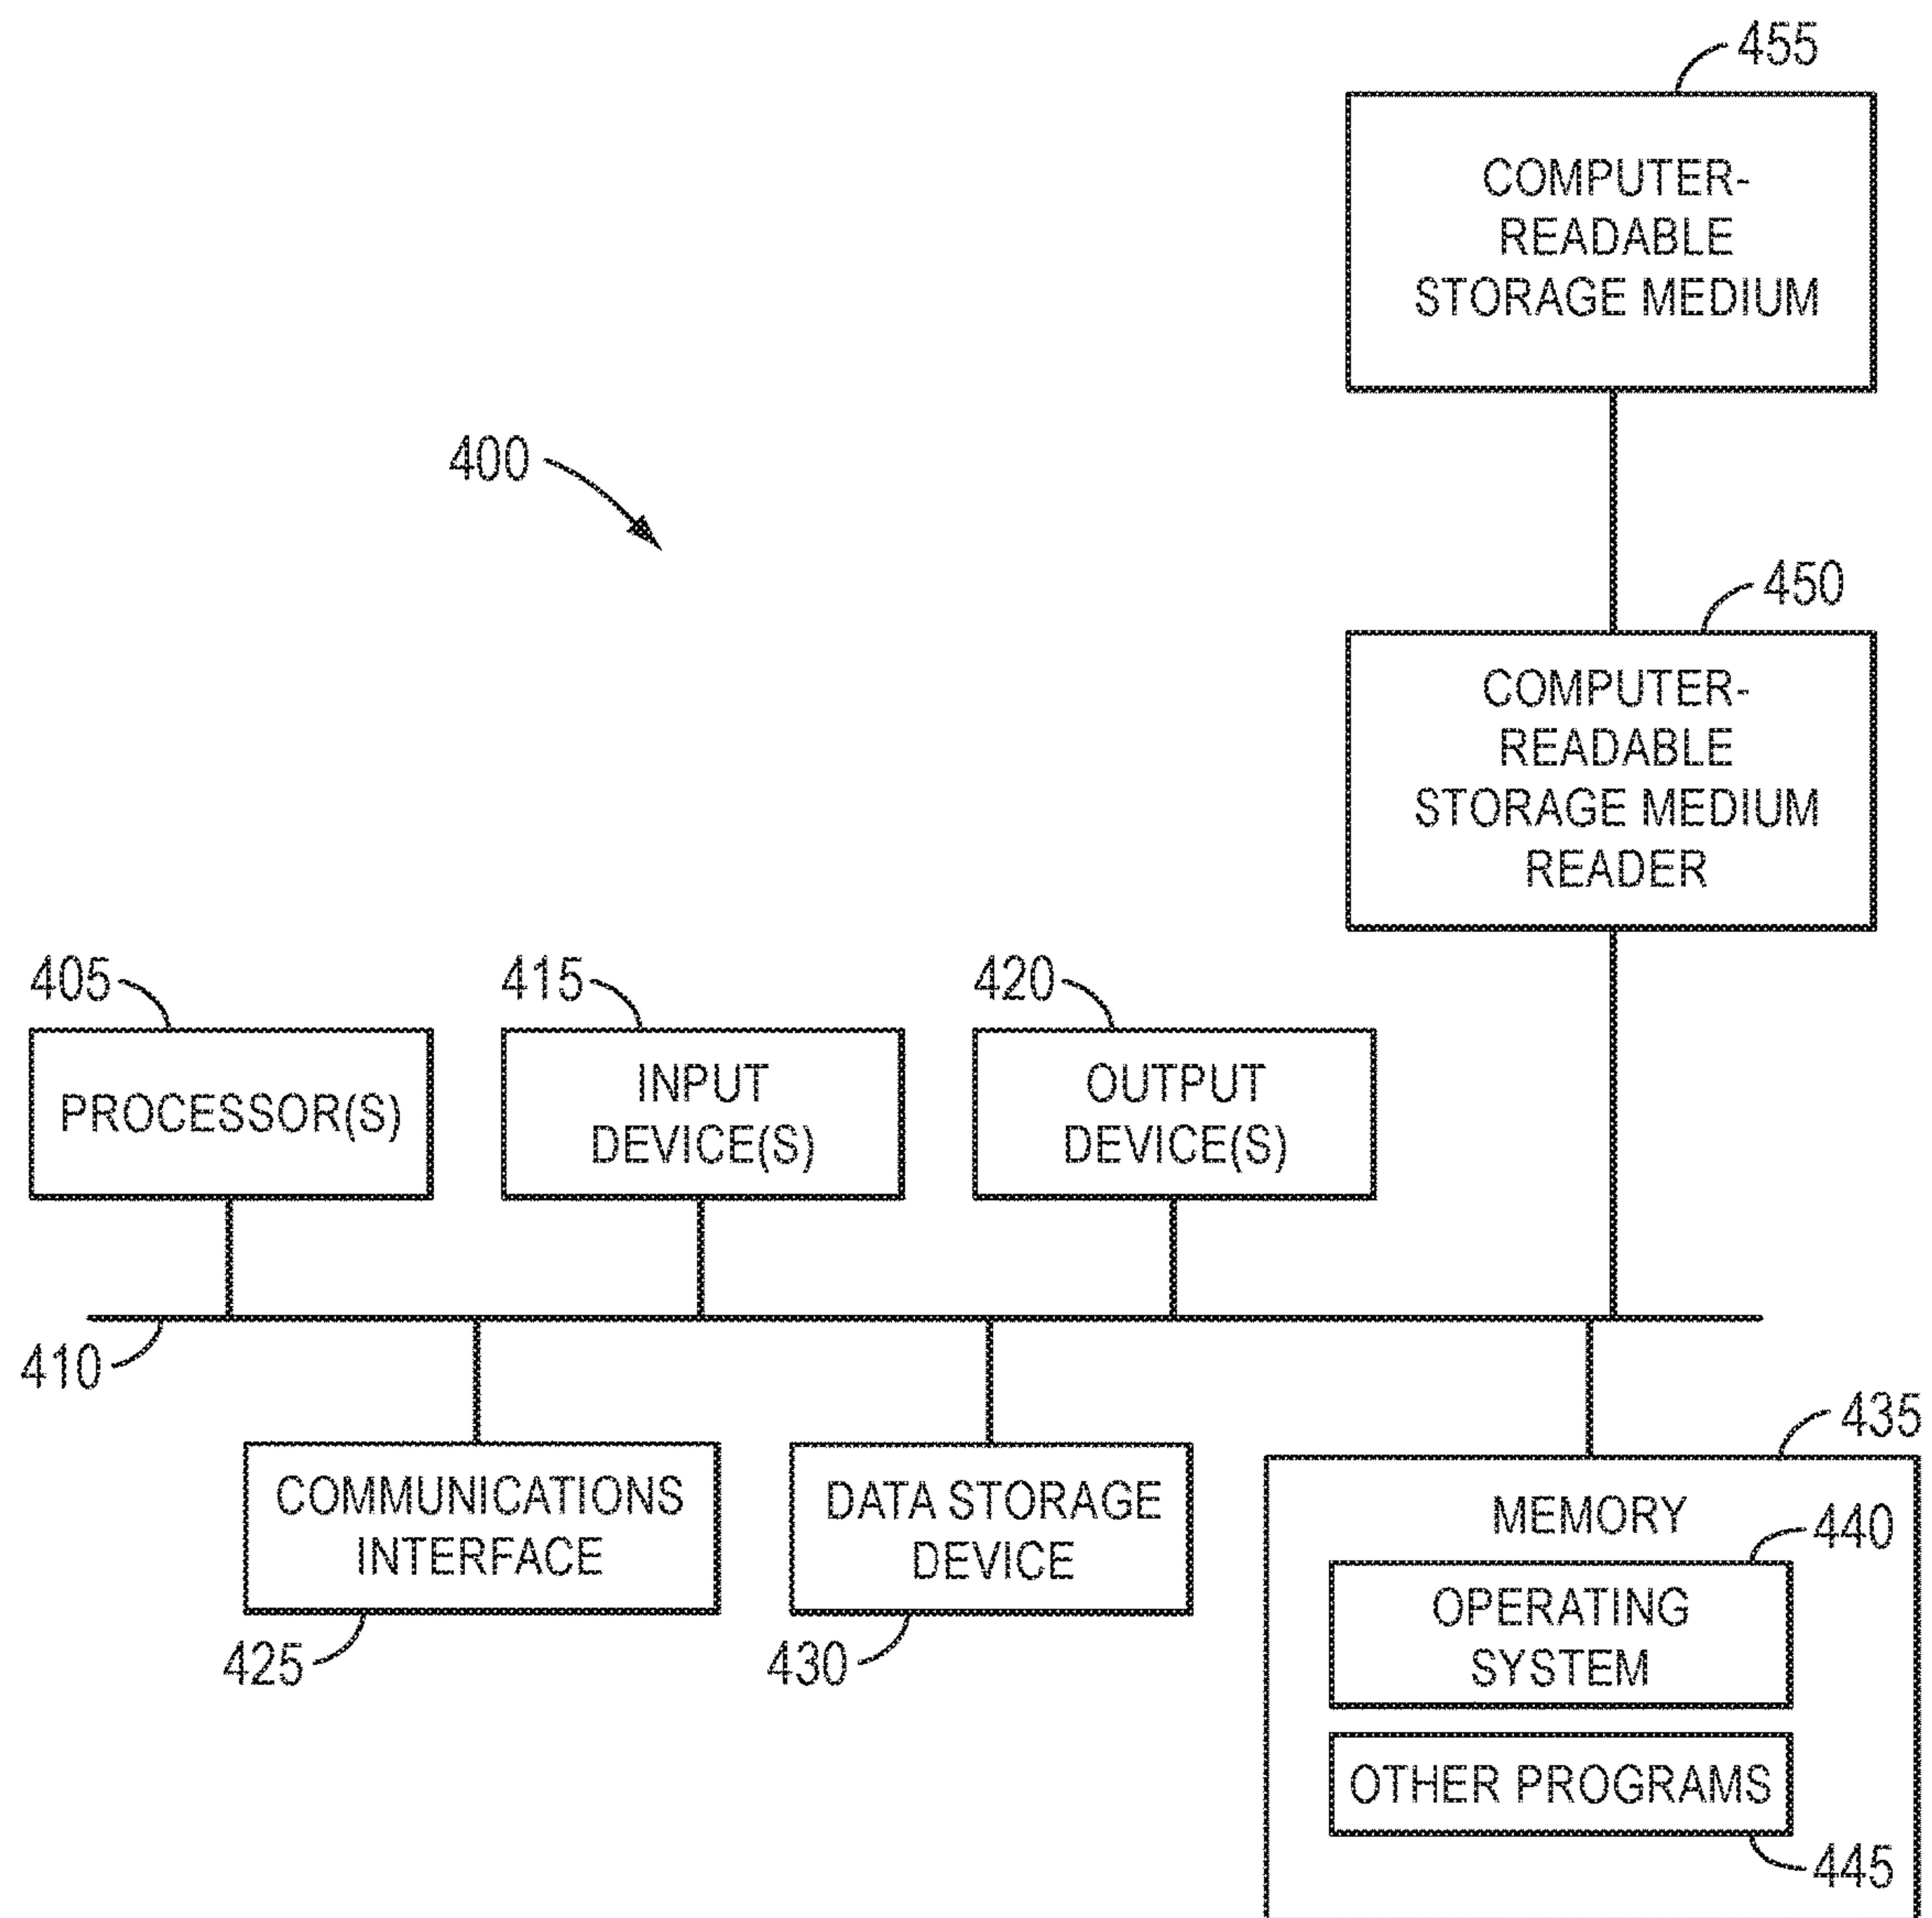 455
COMPUTER-
READABLE
STORAGE MEDIUM
400
450
COMPUTER-
READABLE
STORAGE MEDIUM
READER
405
PROCESSOR(S)
415
INPUT
DEVICE(S)
420
OUTPUT
DEVICE(S)
410
COMMUNICATIONS
INTERFACE
425
DATA STORAGE
DEVICE
430
435
MEMORY
440
OPERATING
SYSTEM
OTHER PROGRAMS
445